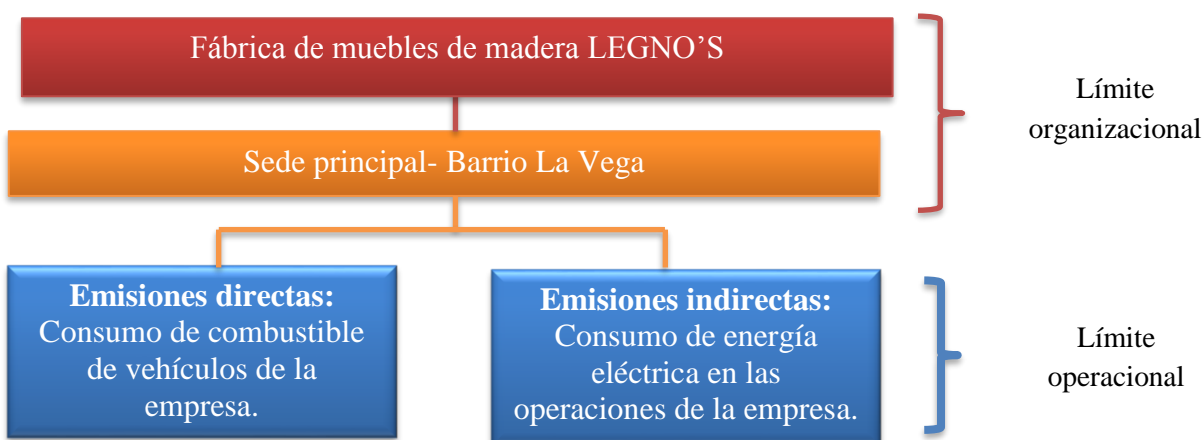 Fábrica de muebles de madera LEGNO’S
Límite
organizacional
Sede principal- Barrio La Vega
Emisiones directas:
Consumo de combustible
de vehículos de la
empresa.
Emisiones indirectas:
Consumo de energía
eléctrica en las
operaciones de la empresa.
Límite
operacional